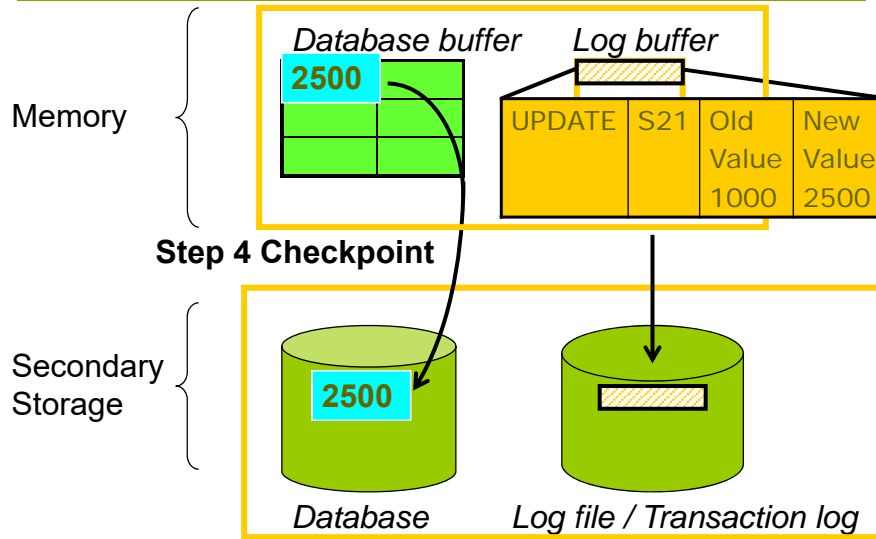 Database buffer
Log buffer
2500
Memory
UPDATE
S21
Old
Value
1000
New
Value
2500
Step 4 Checkpoint
Secondary
Storage
2500
Database
Log file / Transaction log